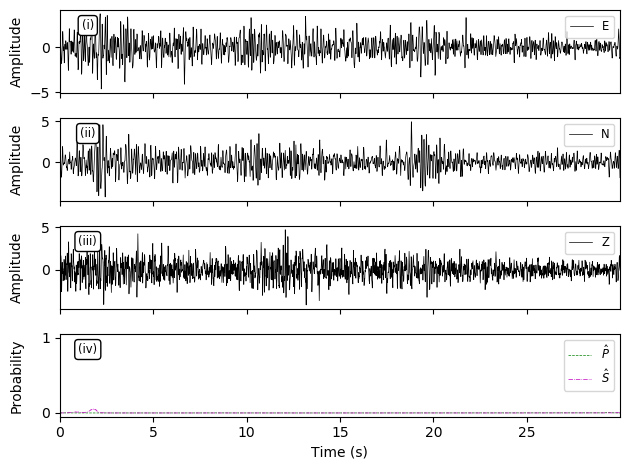 Amplitude
0
−5
(i)
E
Amplitude
5
0
(ii)
N
Amplitude
5
0
(iii)
Z
Probability
1
0
(iv)
P̂
Ŝ
0 5 10 15 20 25
Time (s)